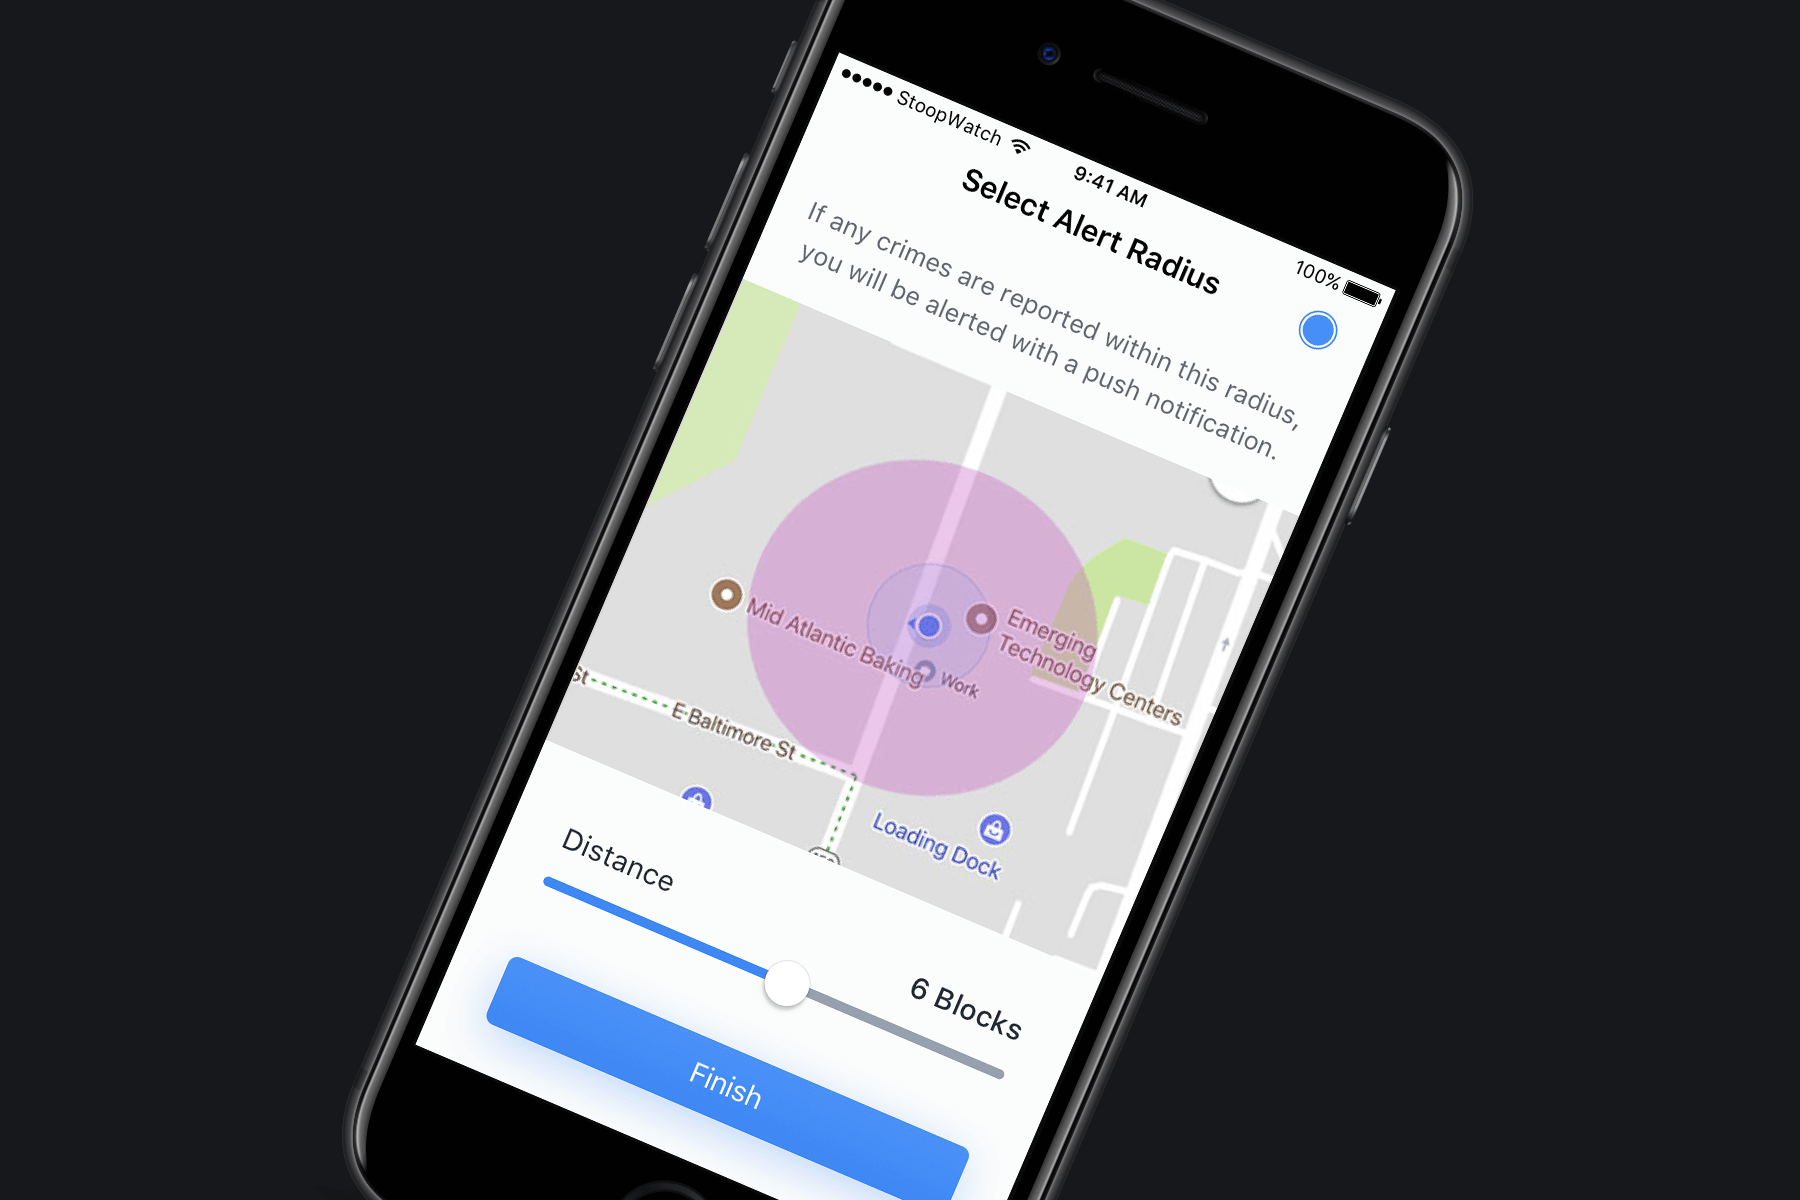 StoopWatch
9:41 AM
100%
Select Alert Radius
If any crimes are reported within this radius,
you will be alerted with a push notification.
Mid Atlantic Baking
Emerging
Technology Centers
Work
St
E Baltimore St
Loading Dock
Distance
6 Blocks
Finish